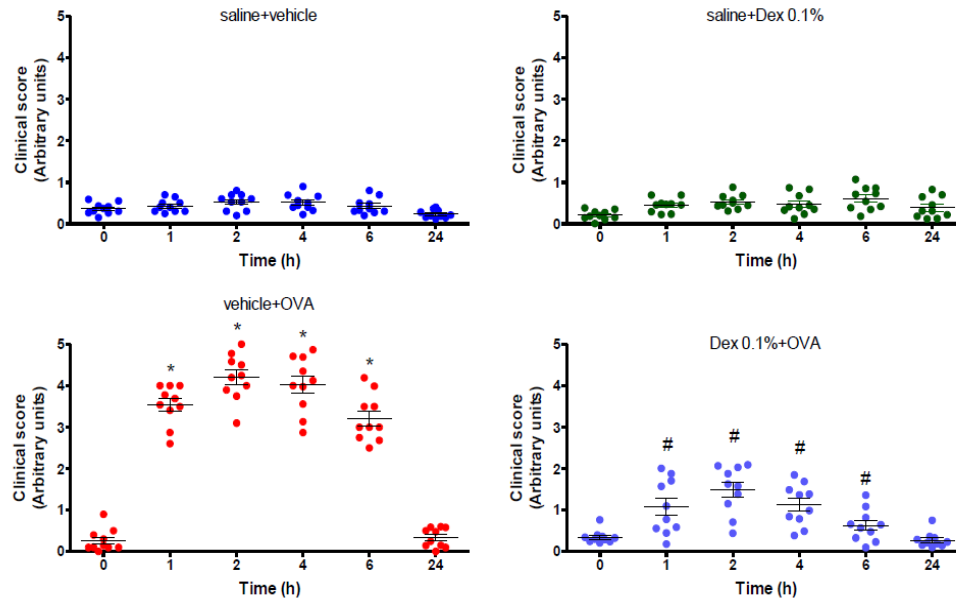 saline+vehicle
5
4
3
2
1
0
Clinical score
(Arbitrary units)
0 1 2 4 6 24
Time (h)
saline+Dex 0.1%
5
4
3
2
1
0
Clinical score
(Arbitrary units)
0 1 2 4 6 24
Time (h)
vehicle+OVA
* * * *
5
4
3
2
1
0
Clinical score
(Arbitrary units)
0 1 2 4 6 24
Time (h)
Dex 0.1%+OVA
# # # #
5
4
3
2
1
0
Clinical score
(Arbitrary units)
0 1 2 4 6 24
Time (h)